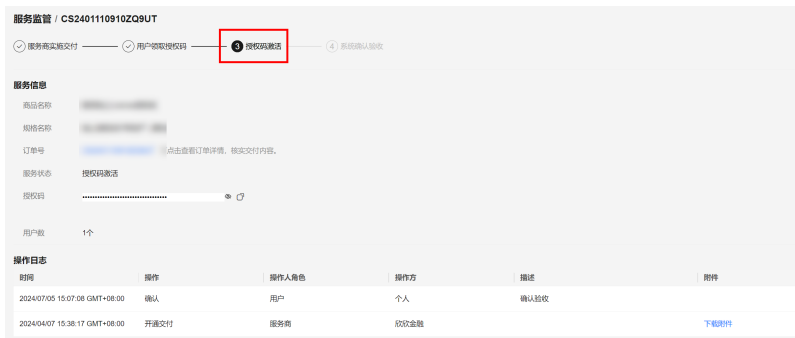 服务监管 / CS2401110910ZQ9UT
服务商实施交付 用户领取授权码 3 授权码激活 4 系统确认验收
服务信息
商品名称
规格名称
订单号 点击查看订单详情，核实交付内容。
服务状态 授权码激活
授权码 ••••••••••••••••••••••••••••••••
用户数 1个
操作日志
时间 操作 操作人角色 操作方 描述 附件
2024/07/05 15:07:08 GMT+08:00 确认 用户 个人 确认验收
2024/04/07 15:38:17 GMT+08:00 开通交付 服务商 欣欣金融 下载附件